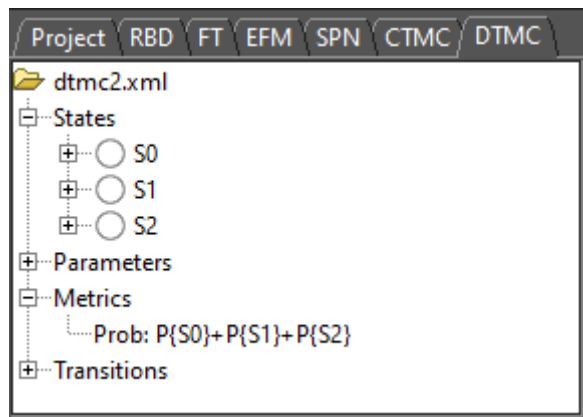 Project RBD FT EFM SPN CTMC DTMC
dtmc2.xml
States
S0
S1
S2
Parameters
Metrics
Prob: P{S0}+P{S1}+P{S2}
Transitions